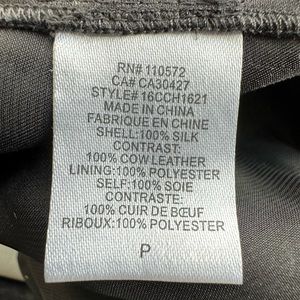 RN# 110572
CA# CA30427
STYLE# 16CCH1621
MADE IN CHINA
FABRIQUE EN CHINE
SHELL:100% SILK
CONTRAST:
100% COW LEATHER
LINING:100% POLYESTER
SELF:100% SOIE
CONTRASTE:
100% CUIR DE BŒUF
RIBOUX:100% POLYESTER
P